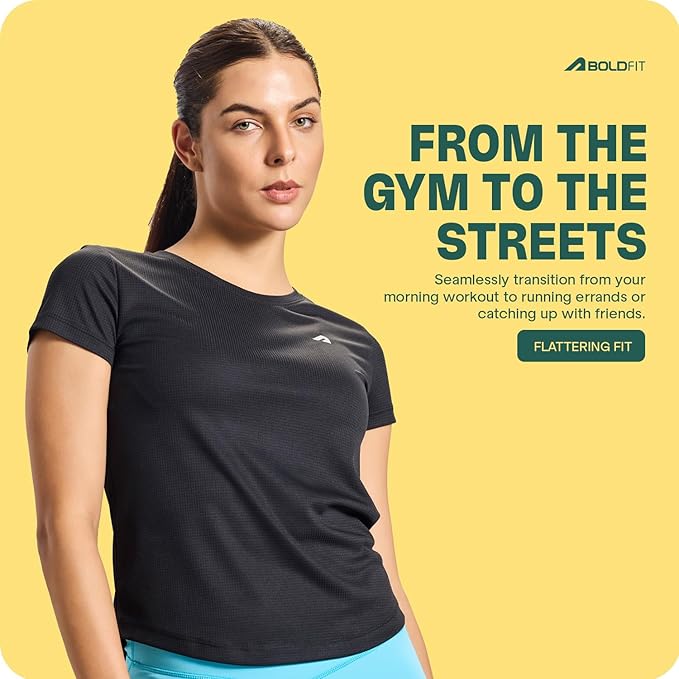 BOLDFIT
FROM THE
GYM TO THE
STREETS
Seamlessly transition from your
morning workout to running errands or
catching up with friends.
FLATTERING FIT